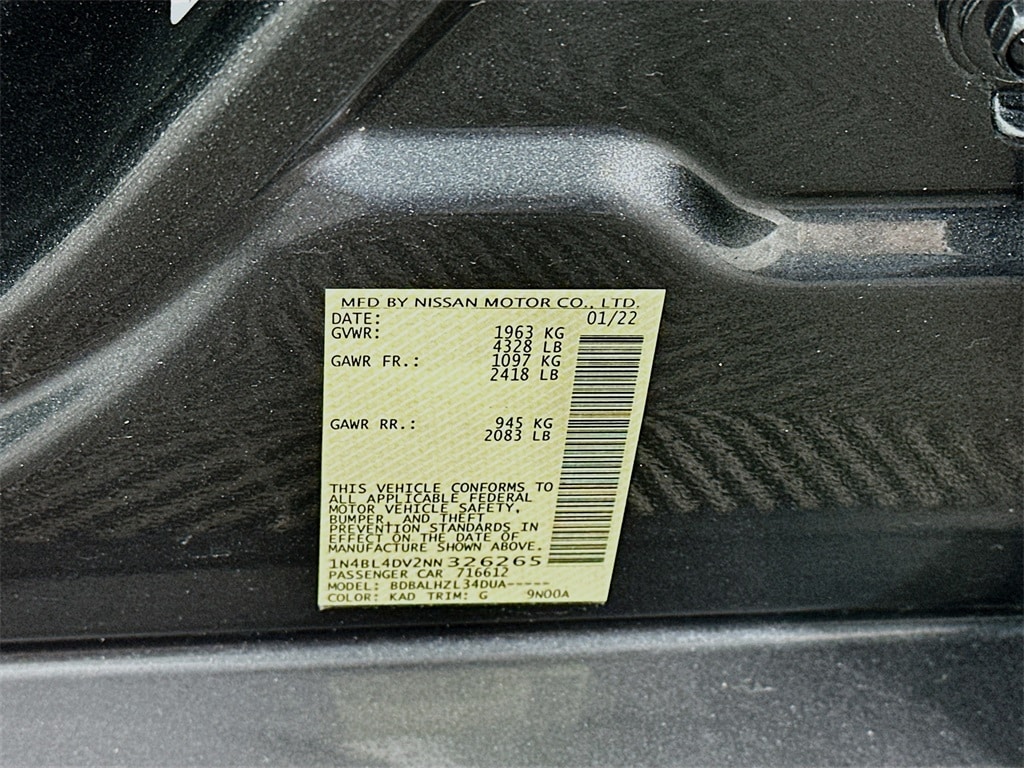 MFD BY NISSAN MOTOR CO., LTD.
DATE: 01/22
GVWR: 1963 KG
4328 LB
GAWR FR.: 1097 KG
2418 LB
GAWR RR.: 945 KG
2083 LB
THIS VEHICLE CONFORMS TO
ALL APPLICABLE FEDERAL
MOTOR VEHICLE SAFETY,
BUMPER, AND THEFT
PREVENTION STANDARDS IN
EFFECT ON THE DATE OF
MANUFACTURE SHOWN ABOVE.
1N4BL4DV2NN326265
PASSENGER CAR 716612
MODEL: BDBALHZL34DUA-----
COLOR: KAD TRIM: G 9N00A